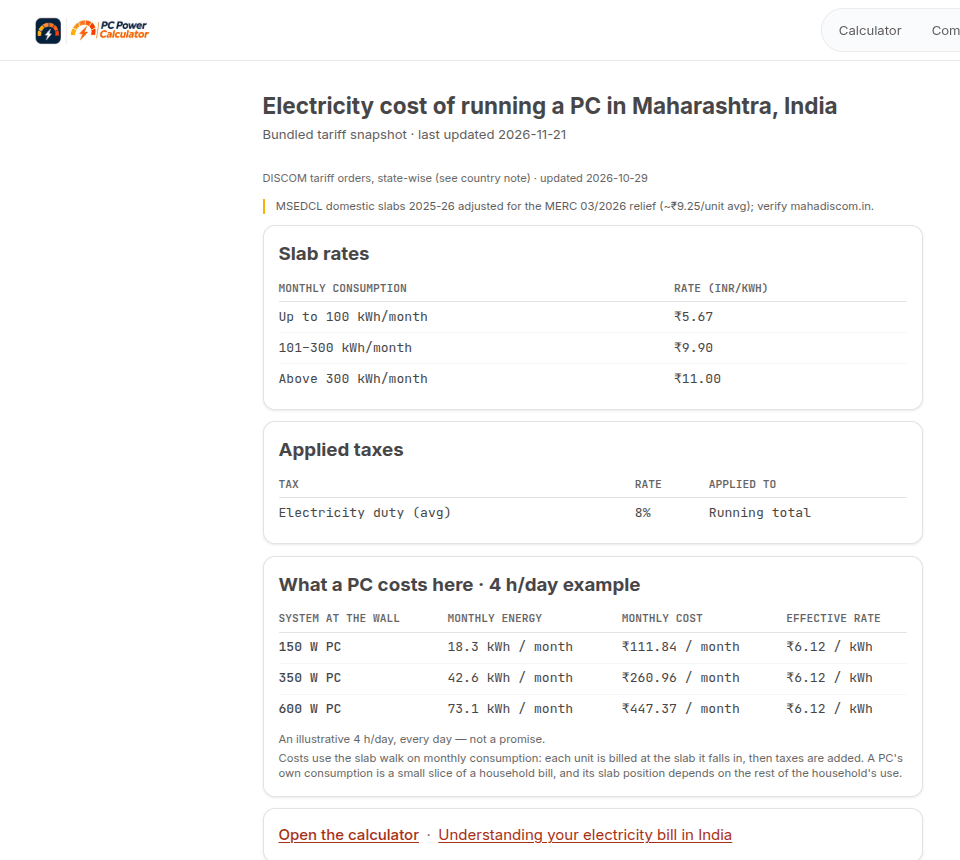 PC Power
Calculator
Calculator Com
Electricity cost of running a PC in Maharashtra, India
Bundled tariff snapshot · last updated 2026-11-21
DISCOM tariff orders, state-wise (see country note) · updated 2026-10-29
MSEDCL domestic slabs 2025-26 adjusted for the MERC 03/2026 relief (~₹9.25/unit avg); verify mahadiscom.in.
Slab rates
MONTHLY CONSUMPTION RATE (INR/KWH)
Up to 100 kWh/month ₹5.67
101–300 kWh/month ₹9.90
Above 300 kWh/month ₹11.00
Applied taxes
TAX RATE APPLIED TO
Electricity duty (avg) 8% Running total
What a PC costs here · 4 h/day example
SYSTEM AT THE WALL MONTHLY ENERGY MONTHLY COST EFFECTIVE RATE
150 W PC 18.3 kWh / month ₹111.84 / month ₹6.12 / kWh
350 W PC 42.6 kWh / month ₹260.96 / month ₹6.12 / kWh
600 W PC 73.1 kWh / month ₹447.37 / month ₹6.12 / kWh
An illustrative 4 h/day, every day — not a promise.
Costs use the slab walk on monthly consumption: each unit is billed at the slab it falls in, then taxes are added. A PC's
own consumption is a small slice of a household bill, and its slab position depends on the rest of the household's use.
Open the calculator · Understanding your electricity bill in India